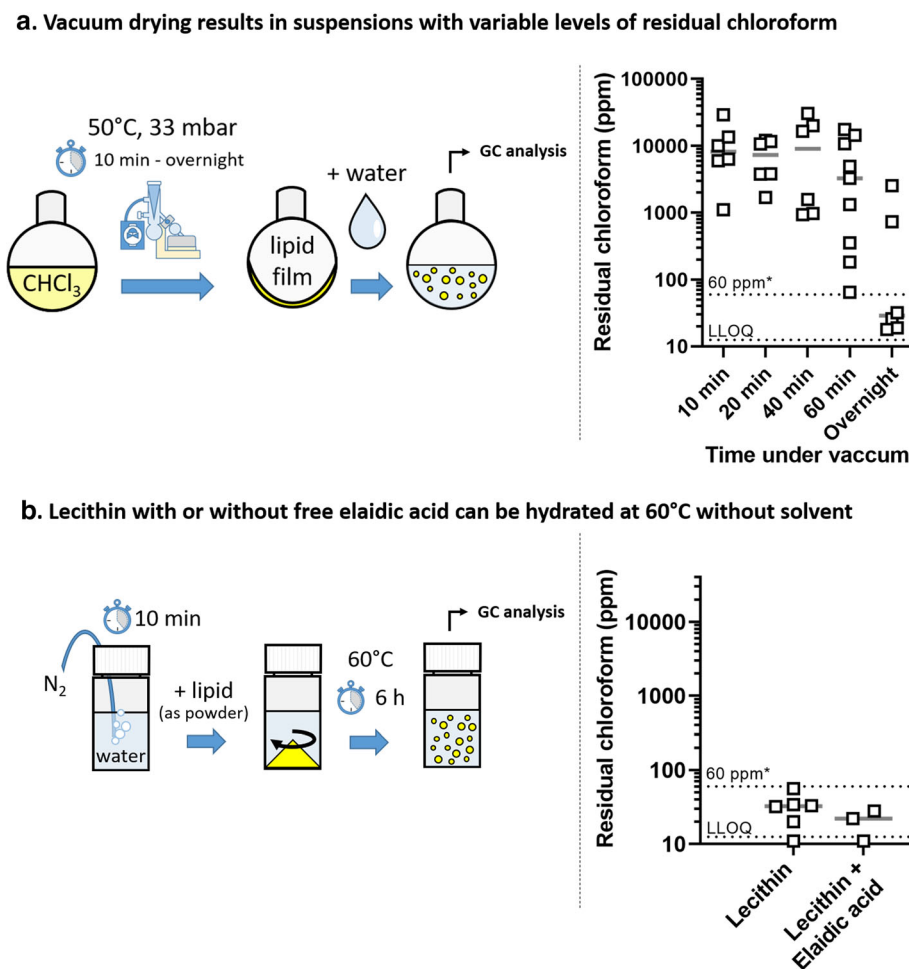 a. Vacuum drying results in suspensions with variable levels of residual chloroform
50°C, 33 mbar
10 min - overnight
CHCl₃
lipid
film
+ water
GC analysis
Residual chloroform (ppm)
100000
10000
1000
100
10
60 ppm*
LLOQ
10 min
20 min
40 min
60 min
Overnight
Time under vaccum
b. Lecithin with or without free elaidic acid can be hydrated at 60°C without solvent
10 min
N₂
water
+ lipid
(as powder)
60°C
6 h
GC analysis
Residual chloroform (ppm)
10000
1000
100
10
60 ppm*
LLOQ
Lecithin
Lecithin +
Elaidic acid